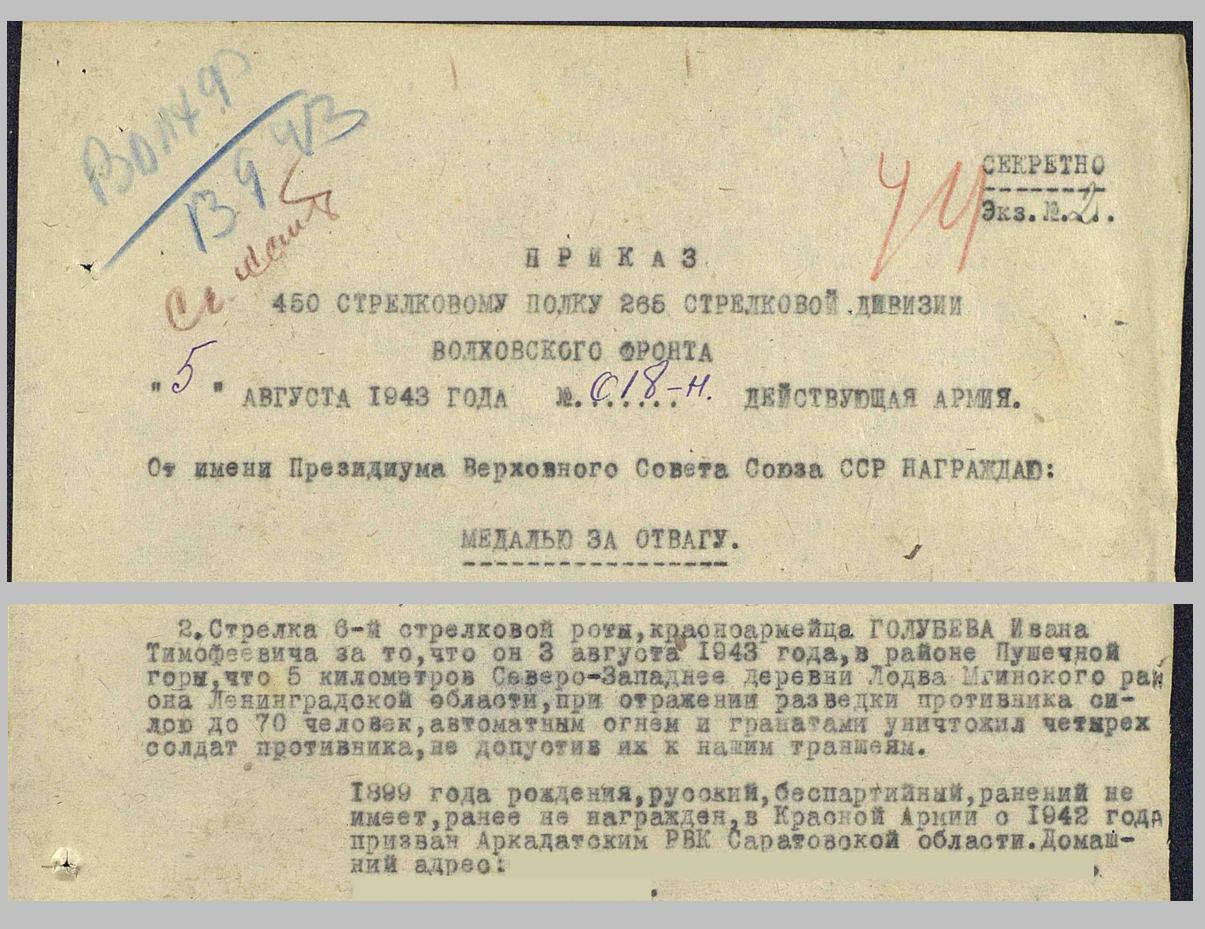 13 9 43
СЕКРЕТНО
Экз.№.2..
ПРИКАЗ
450 СТРЕЛКОВОМУ ПОЛКУ 265 СТРЕЛКОВОЙ ДИВИЗИИ
ВОЛХОВСКОГО ФРОНТА
"5" АВГУСТА 1943 ГОДА №.018-н. ДЕЙСТВУЮЩАЯ АРМИЯ.
От имени Президиума Верховного Совета Союза ССР НАГРАЖДАЮ:
МЕДАЛЬЮ ЗА ОТВАГУ.
2.Стрелка 6-й стрелковой роты,красноармейца ГОЛУБЕВА Ивана
Тимофеевича за то,что он 3 августа 1943 года,в районе Пушечной
горы,что 5 километров Северо-Западнее деревни Лодва Мгинского рай
она Ленинградской области,при отражении разведки противника си-
лою до 70 человек,автоматным огнем и гранатами уничтожил четырех
солдат противника,не допустив их к нашим траншеям.
1899 года рождения,русский,беспартийный,ранений не
имеет,ранее не награжден,в Красной Армии с 1942 года
призван Аркадатским РВК Саратовской области.Домаш-
ний адрес: